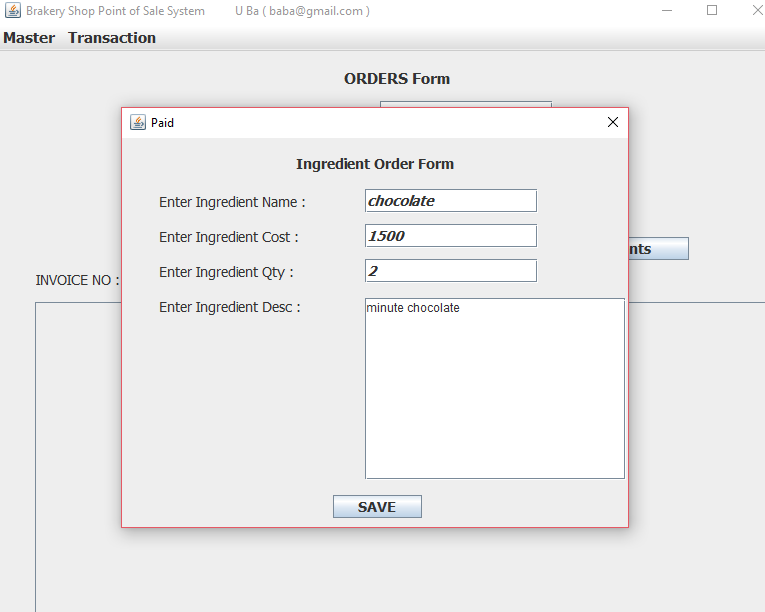 Brakery Shop Point of Sale System U Ba ( baba@gmail.com )
Master Transaction
ORDERS Form
Paid
Ingredient Order Form
Enter Ingredient Name : chocolate
Enter Ingredient Cost : 1500
Enter Ingredient Qty : 2
INVOICE NO :
Enter Ingredient Desc : minute chocolate
SAVE